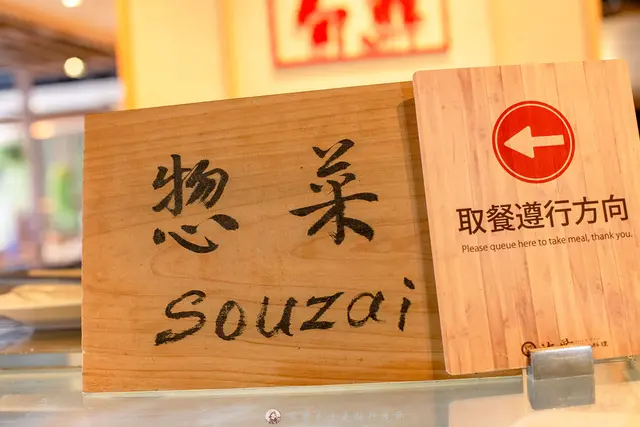 惣菜
souzai
取餐遵行方向
Please queue here to take meal, thank you.